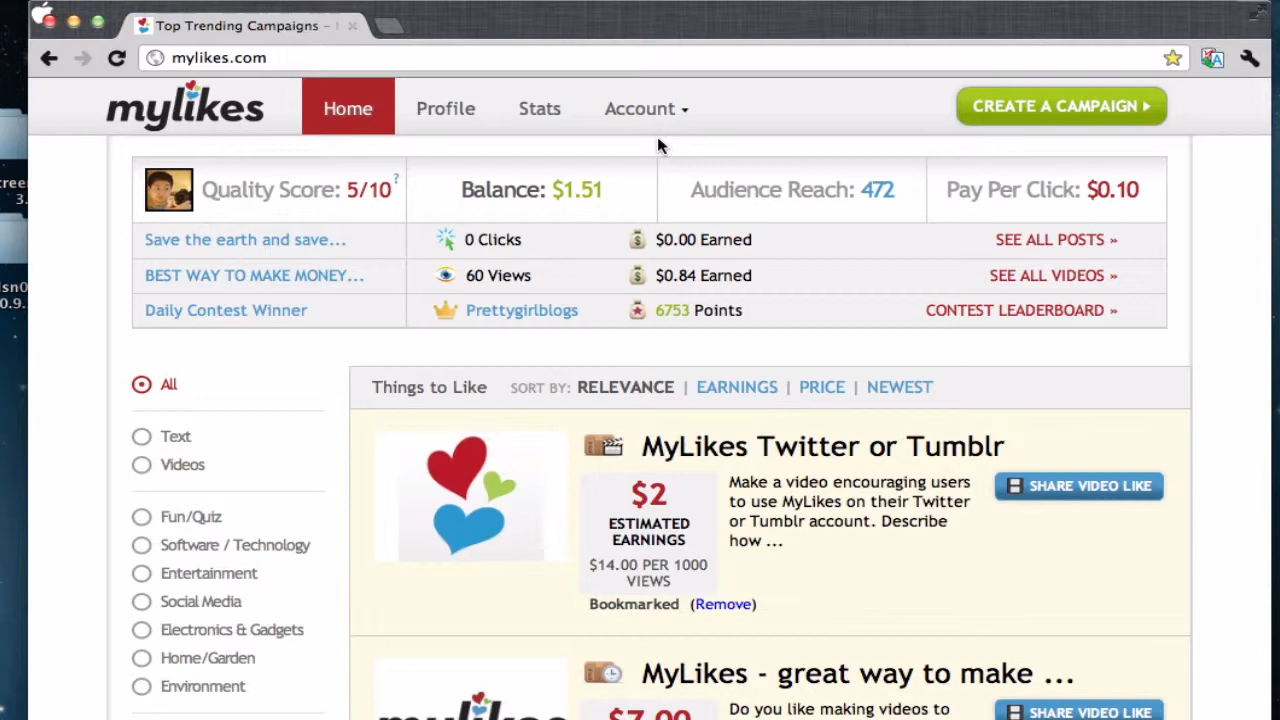 Top Trending Campaigns –
mylikes.com
mylikes
Home
Profile
Stats
Account
CREATE A CAMPAIGN
Quality Score: 5/10 ?
Balance: $1.51
Audience Reach: 472
Pay Per Click: $0.10
Save the earth and save...
0 Clicks
$0.00 Earned
SEE ALL POSTS »
BEST WAY TO MAKE MONEY...
60 Views
$0.84 Earned
SEE ALL VIDEOS »
Daily Contest Winner
Prettygirlblogs
6753 Points
CONTEST LEADERBOARD »
All
Text
Videos
Fun/Quiz
Software / Technology
Entertainment
Social Media
Electronics & Gadgets
Home/Garden
Environment
Things to Like
SORT BY: RELEVANCE | EARNINGS | PRICE | NEWEST
MyLikes Twitter or Tumblr
$2
ESTIMATED
EARNINGS
$14.00 PER 1000
VIEWS
Bookmarked (Remove)
Make a video encouraging users
to use MyLikes on their Twitter
or Tumblr account. Describe
how ...
SHARE VIDEO LIKE
MyLikes - great way to make ...
$7.00
Do you like making videos to
SHARE VIDEO LIKE
mylikes